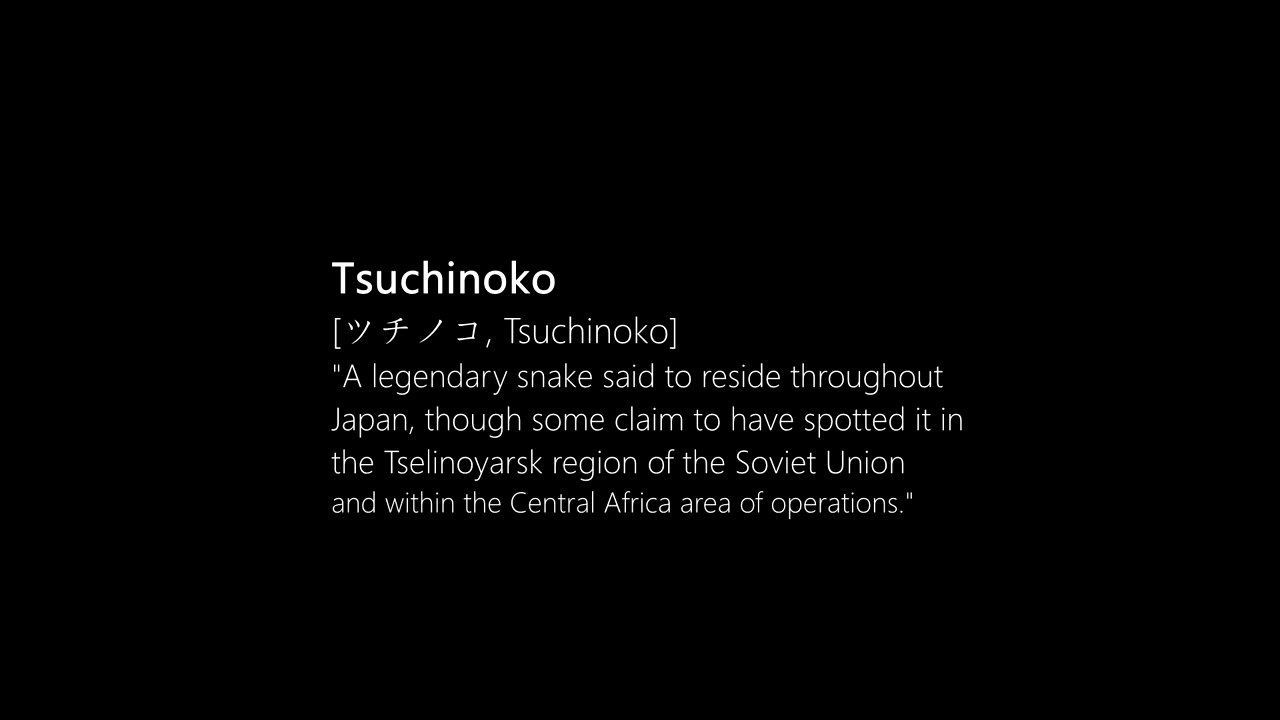 Tsuchinoko
[ツチノコ, Tsuchinoko]
"A legendary snake said to reside throughout
Japan, though some claim to have spotted it in
the Tselinoyarsk region of the Soviet Union
and within the Central Africa area of operations."